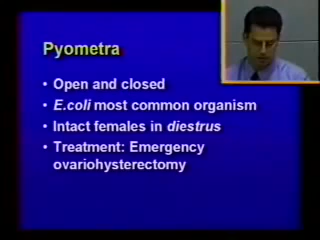 Pyometra
• Open and closed
• E.coli most common organism
• Intact females in diestrus
• Treatment: Emergency
ovariohysterectomy